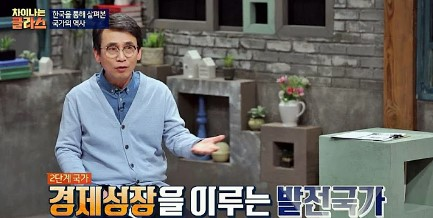 차이나는
클라스
한국을 통해 살펴본
국가의 역사
2단계 국가
경제성장을 이루는 발전국가